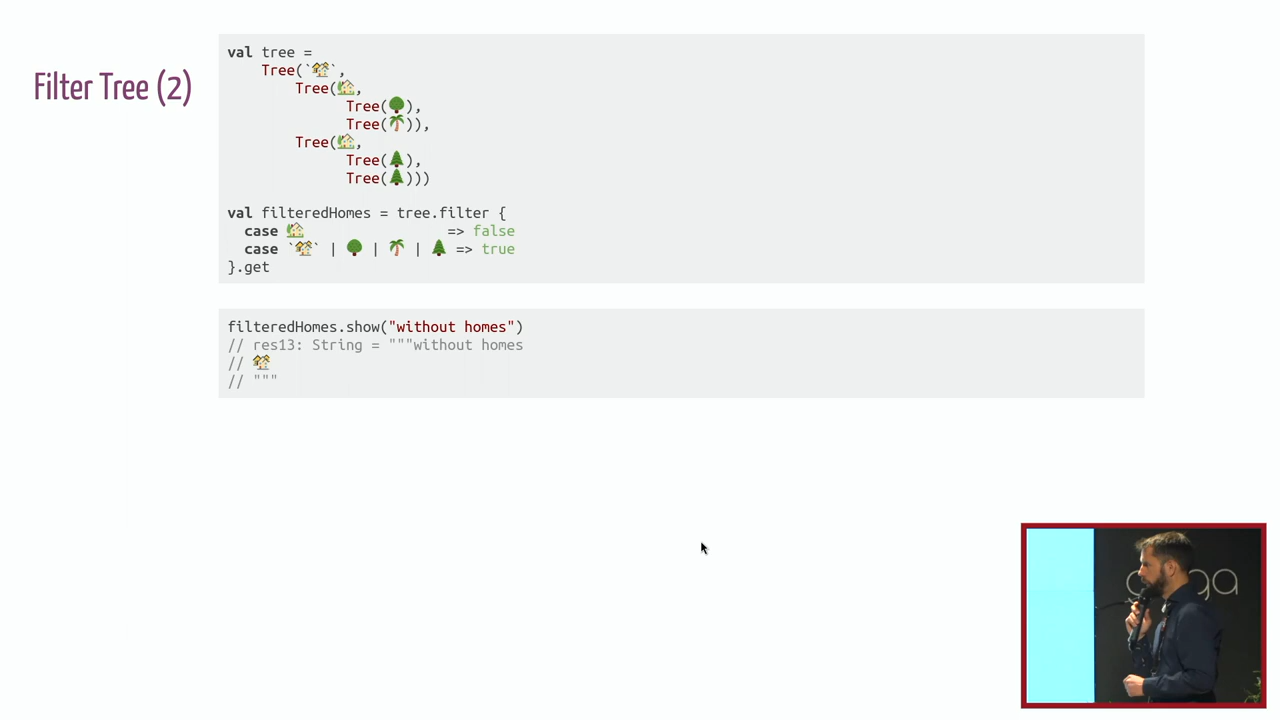 Filter Tree (2)
val tree =
    Tree(`🏘`,
        Tree(🏡,
              Tree(🌳),
              Tree(🌴)),
        Tree(🏡,
              Tree(🌲),
              Tree(🌲)))
val filteredHomes = tree.filter {
  case 🏡                 => false
  case `🏘` | 🌳 | 🌴 | 🌲 => true
}.get
filteredHomes.show("without homes")
// res13: String = """without homes
// 🏘
// """